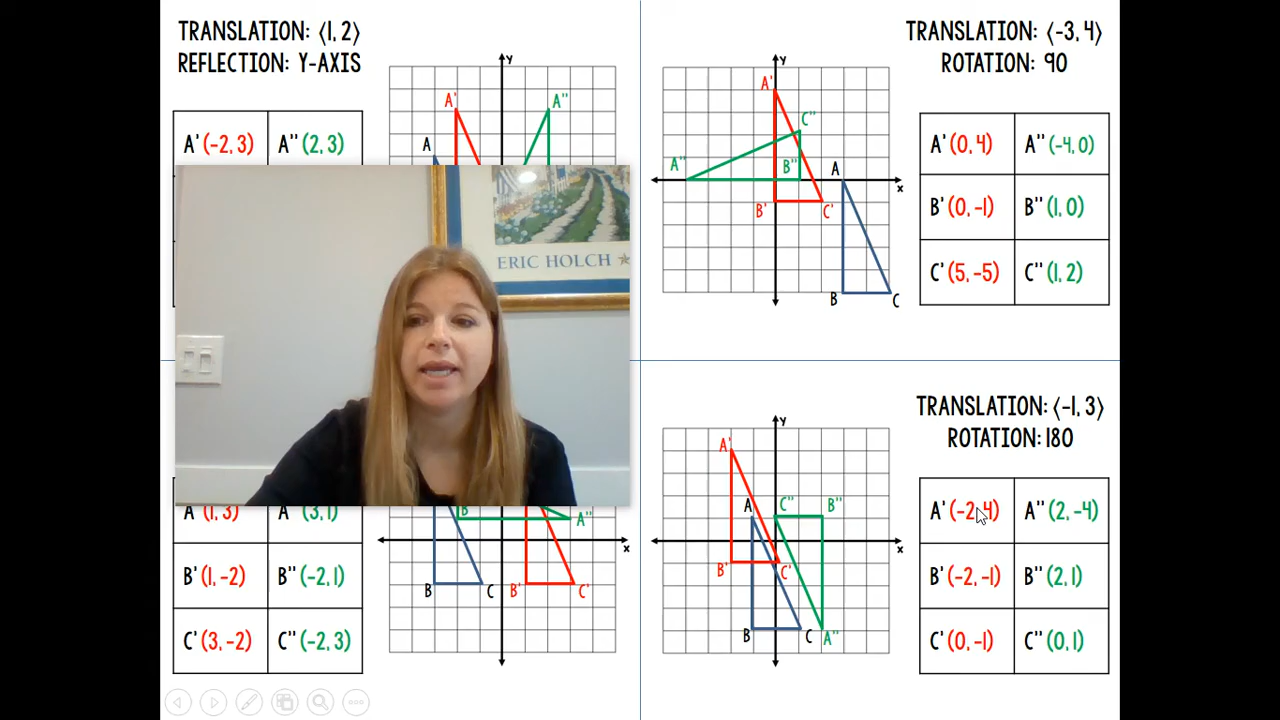 TRANSLATION: ⟨1, 2⟩
REFLECTION: Y-AXIS
y
A'
A''
A
A' (-2, 3)
A'' (2, 3)
ERIC HOLCH
TRANSLATION: ⟨-3, 4⟩
ROTATION: 90
y
A'
C''
A''
B''
A
x
B'
C'
B
C
A' (0, 4)
A'' (-4, 0)
B' (0, -1)
B'' (1, 0)
C' (5, -5)
C'' (1, 2)
A (1, 3)
A (3, 1)
B' (1, -2)
B'' (-2, 1)
C' (3, -2)
C'' (-2, 3)
B
A''
x
B
C
B'
C'
TRANSLATION: ⟨-1, 3⟩
ROTATION: 180
y
A'
A
C''
B''
x
B'
C'
B
C
A''
A' (-2, 4)
A'' (2, -4)
B' (-2, -1)
B'' (2, 1)
C' (0, -1)
C'' (0, 1)